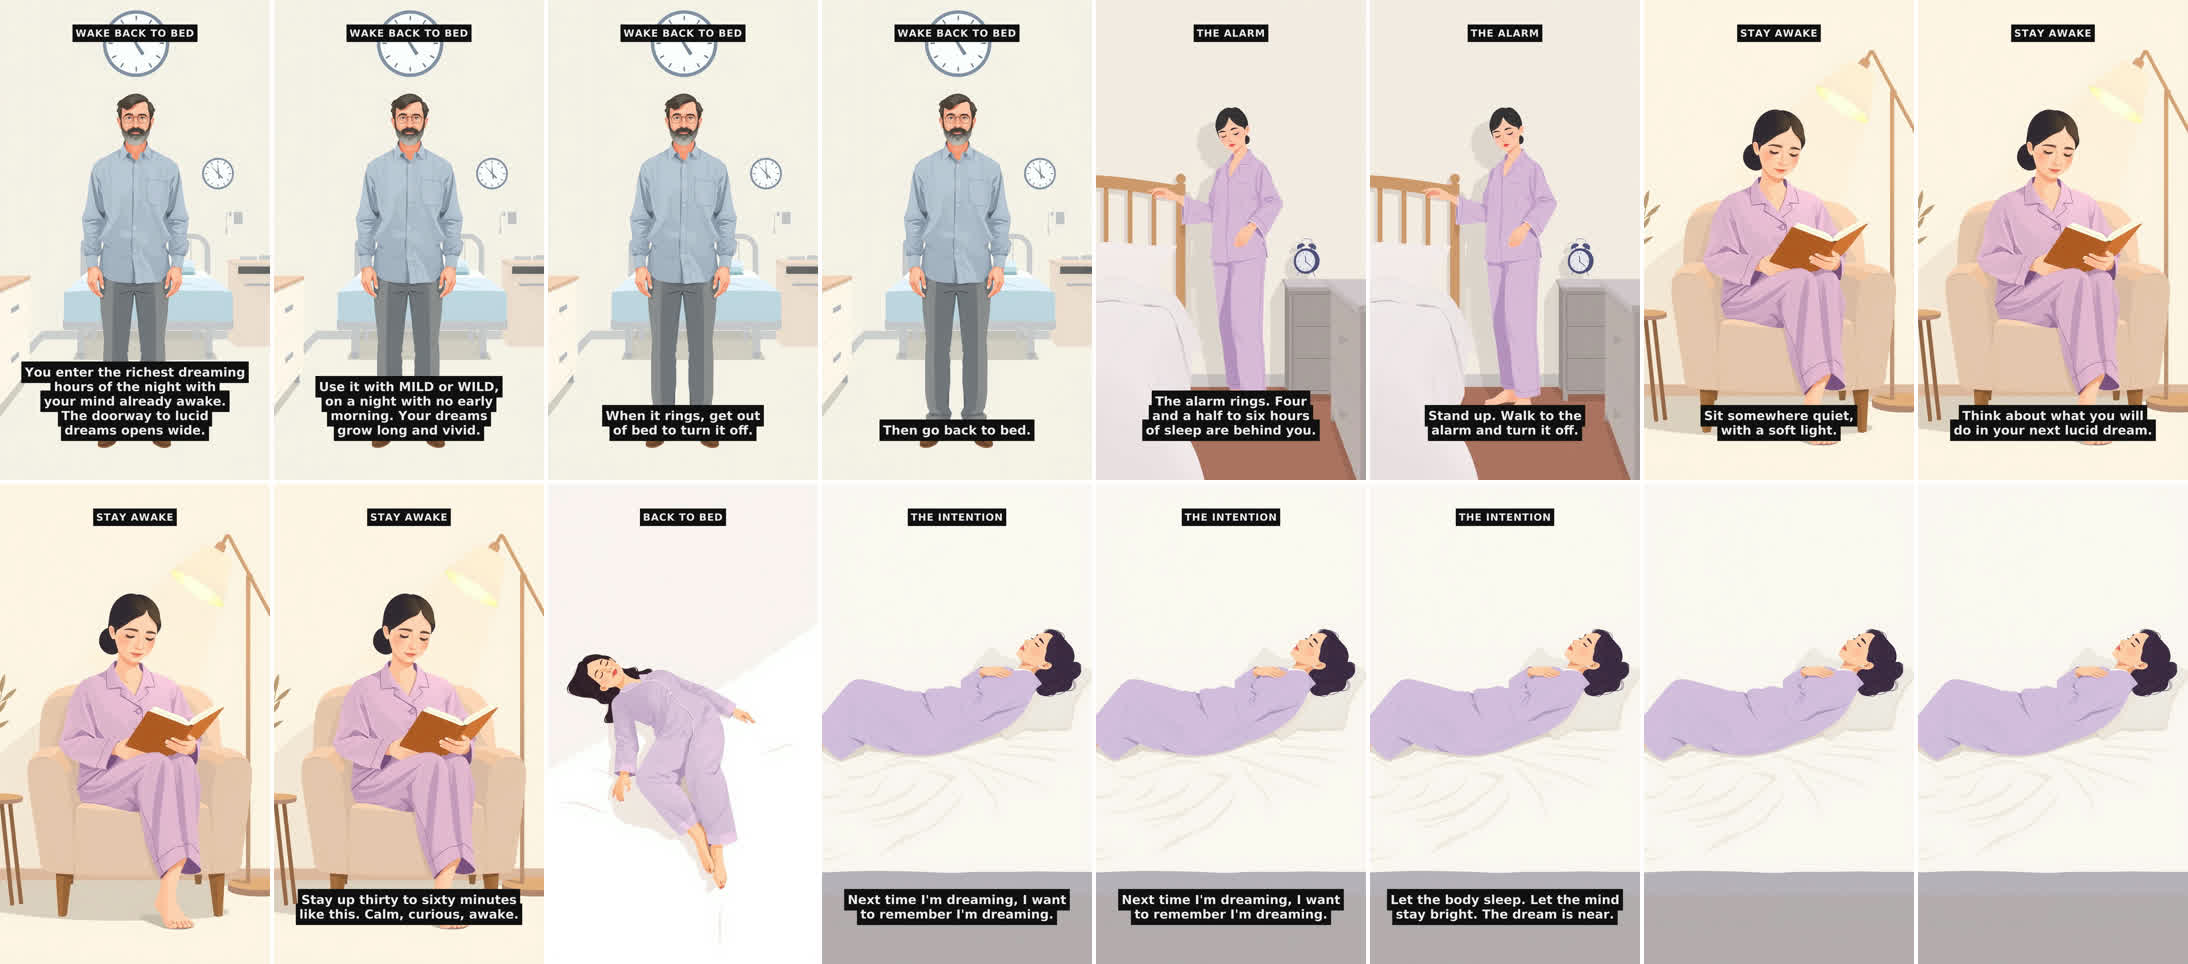 WAKE BACK TO BED
You enter the richest dreaming
hours of the night with
your mind already awake.
The doorway to lucid
dreams opens wide.
WAKE BACK TO BED
Use it with MILD or WILD,
on a night with no early
morning. Your dreams
grow long and vivid.
WAKE BACK TO BED
When it rings, get out
of bed to turn it off.
WAKE BACK TO BED
Then go back to bed.
THE ALARM
The alarm rings. Four
and a half to six hours
of sleep are behind you.
THE ALARM
Stand up. Walk to the
alarm and turn it off.
STAY AWAKE
Sit somewhere quiet,
with a soft light.
STAY AWAKE
Think about what you will
do in your next lucid dream.
STAY AWAKE
STAY AWAKE
Stay up thirty to sixty minutes
like this. Calm, curious, awake.
BACK TO BED
THE INTENTION
Next time I'm dreaming, I want
to remember I'm dreaming.
THE INTENTION
Next time I'm dreaming, I want
to remember I'm dreaming.
THE INTENTION
Let the body sleep. Let the mind
stay bright. The dream is near.